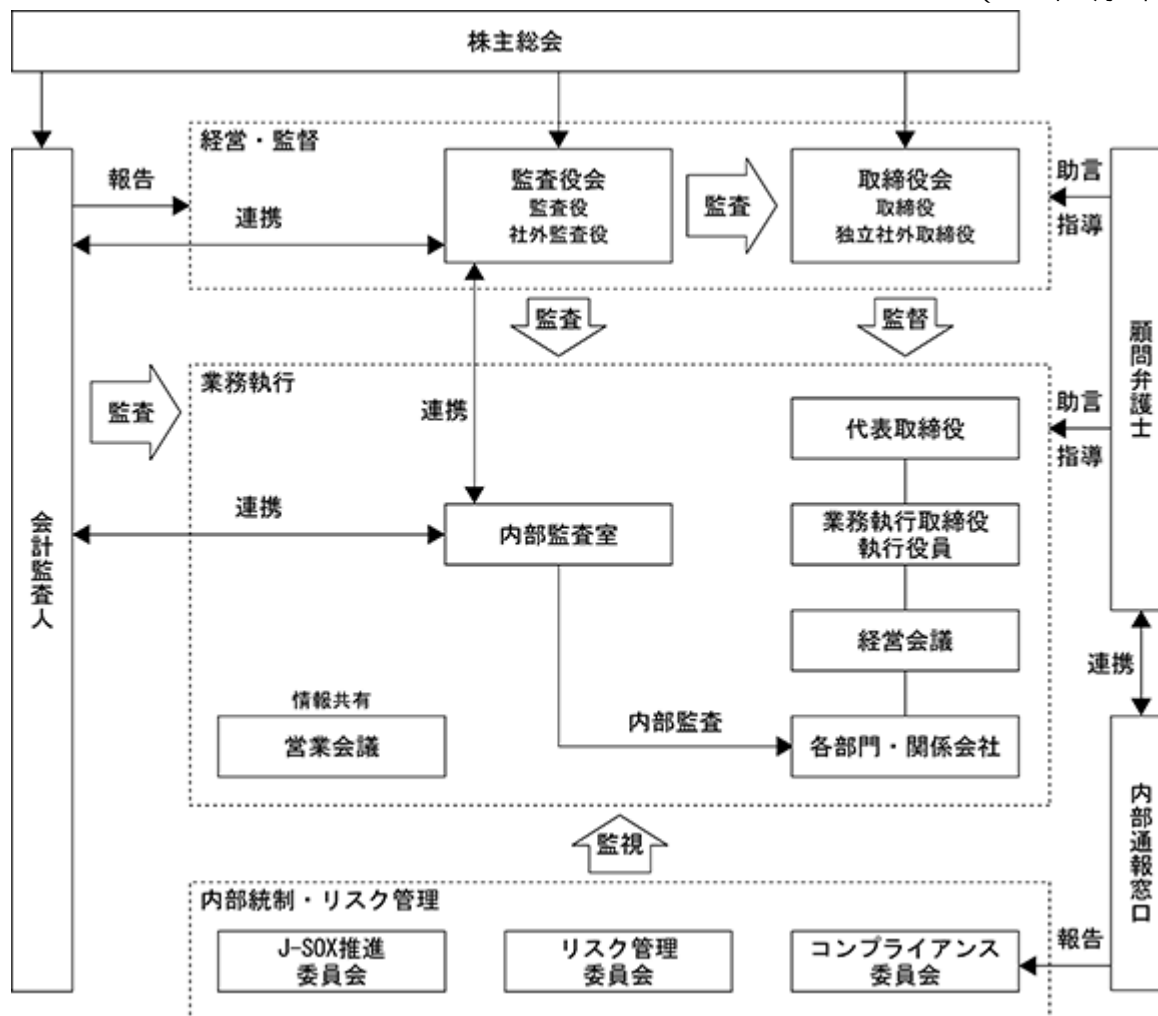 株主総会
経営・監督
報告
連携
監査役会
監査役
社外監査役
監査
取締役会
取締役
独立社外取締役
助言
指導
監査
監督
顧問弁護士
業務執行
監査
連携
代表取締役
助言
指導
連携
内部監査室
業務執行取締役
執行役員
会計監査人
経営会議
連携
情報共有
営業会議
内部監査
各部門・関係会社
監視
内部通報窓口
内部統制・リスク管理
J-SOX推進
委員会
リスク管理
委員会
コンプライアンス
委員会
報告